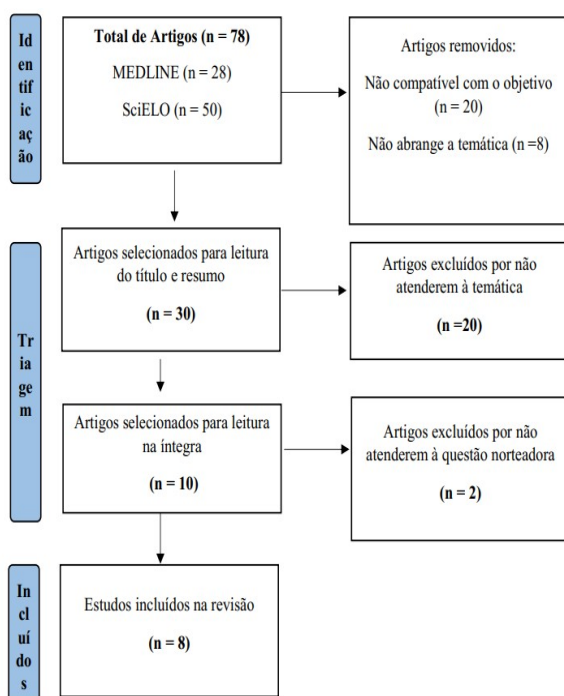 Id
en
tif
ic
aç
ão
Total de Artigos (n = 78)
MEDLINE (n = 28)
SciELO (n = 50)
Artigos removidos:
Não compatível com o objetivo
(n = 20)
Não abrange a temática (n =8)
Tr
ia
ge
m
Artigos selecionados para leitura
do título e resumo
(n = 30)
Artigos excluídos por não
atenderem à temática
(n =20)
Artigos selecionados para leitura
na íntegra
(n = 10)
Artigos excluídos por não
atenderem à questão norteadora
(n = 2)
In
cl
uí
do
s
Estudos incluídos na revisão
(n = 8)